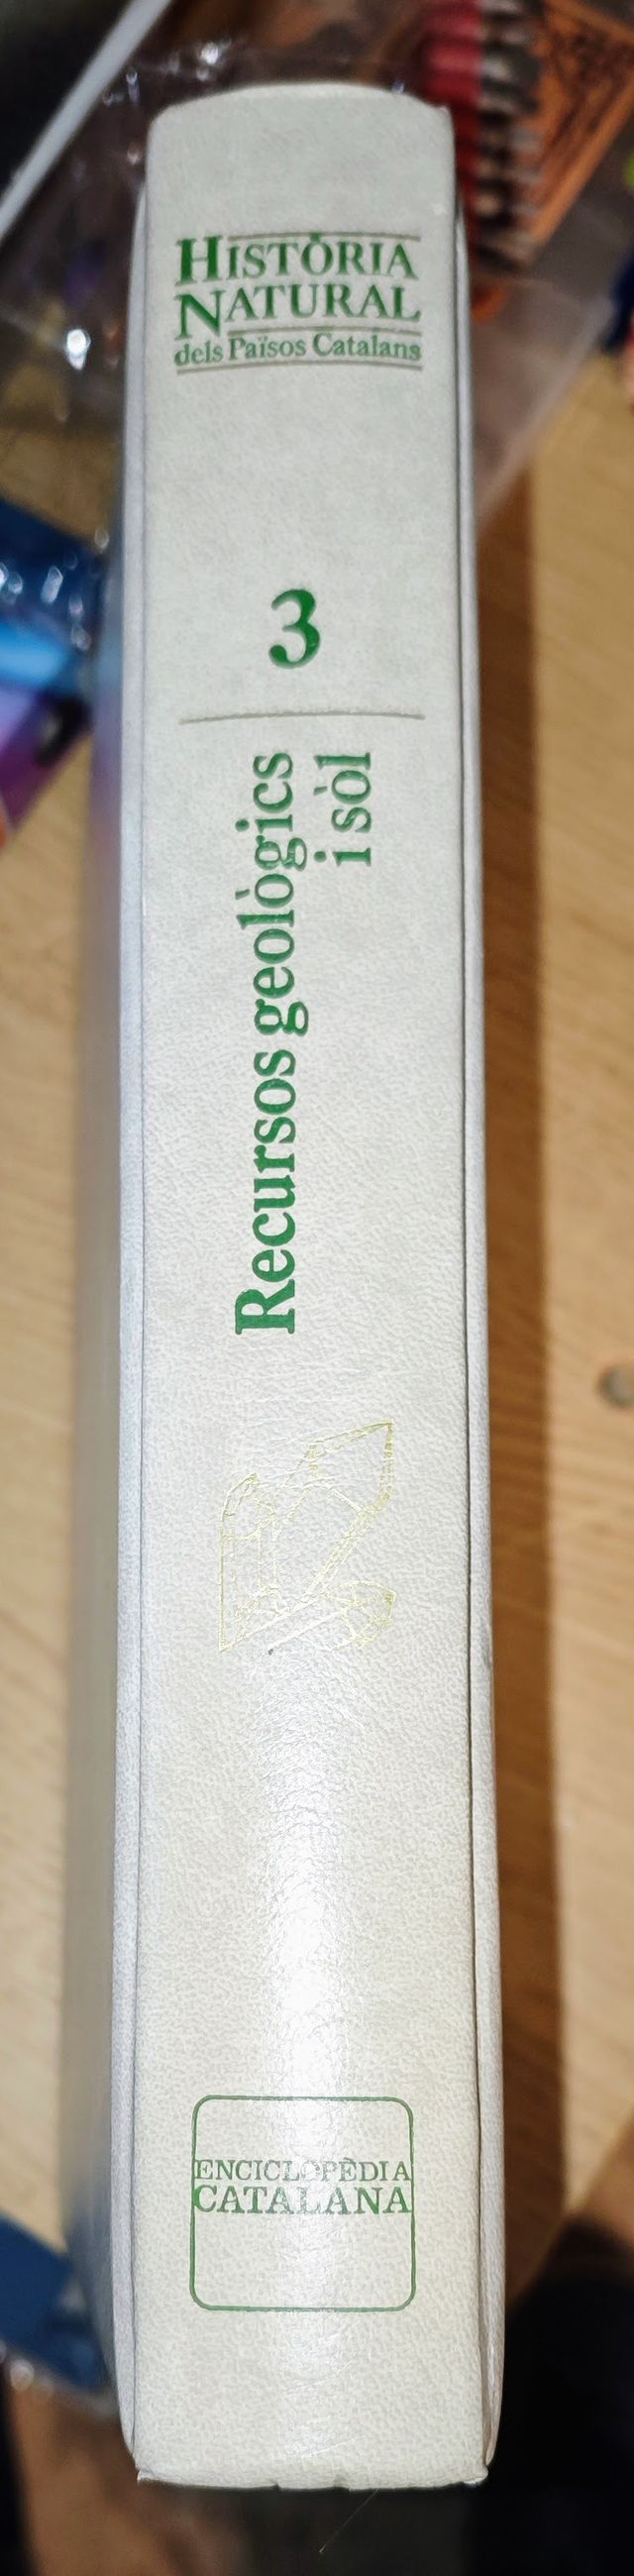 HISTÒRIA
NATURAL
dels Països Catalans
3
Recursos geològics
i sòl
ENCICLOPÈDIA
CATALANA